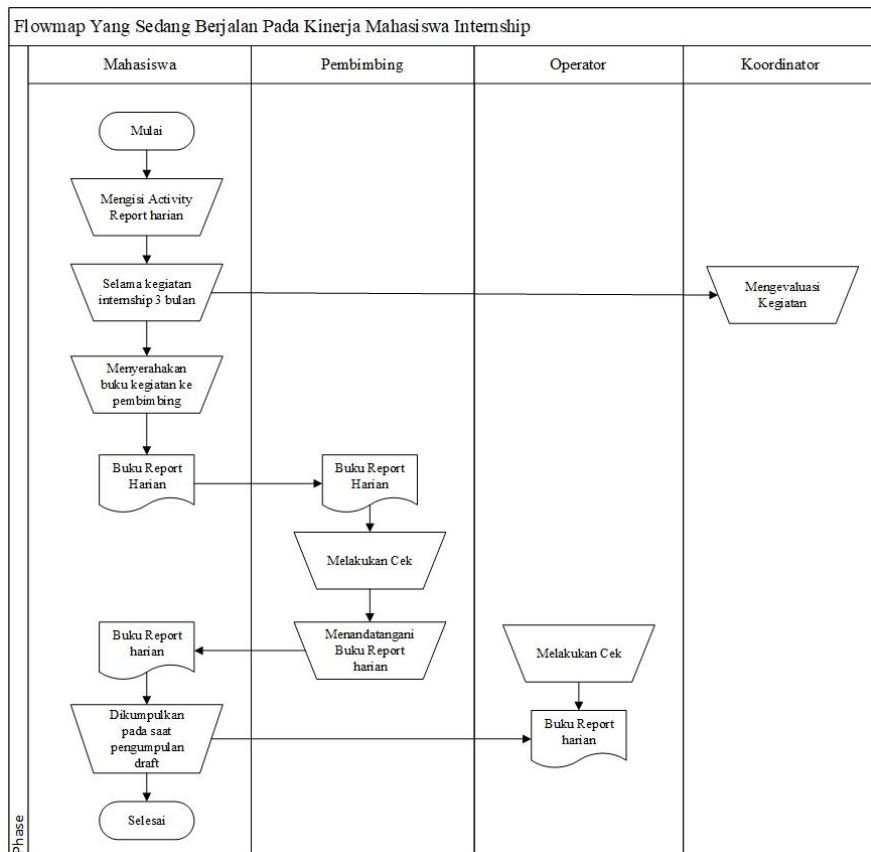 Flowmap Yang Sedang Berjalan Pada Kinerja Mahasiswa Internship
Mahasiswa
Pembimbing
Operator
Koordinator
Mulai
Mengisi Activity
Report harian
Selama kegiatan
internship 3 bulan
Mengevaluasi
Kegiatan
Menyerahakan
buku kegiatan ke
pembimbing
Buku Report
Harian
Buku Report
Harian
Melakukan Cek
Menandatangani
Buku Report
harian
Buku Report
harian
Melakukan Cek
Dikumpulkan
pada saat
pengumpulan
draft
Buku Report
harian
Selesai
Phase